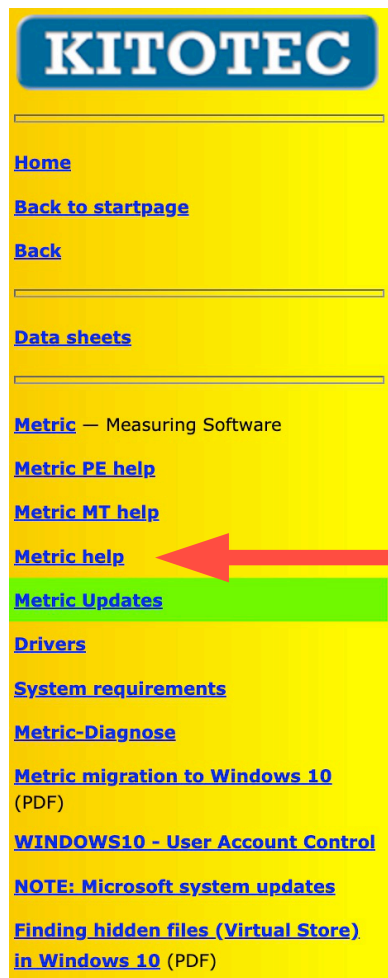 KITOTEC
Home
Back to startpage
Back
Data sheets
Metric — Measuring Software
Metric PE help
Metric MT help
Metric help
Metric Updates
Drivers
System requirements
Metric-Diagnose
Metric migration to Windows 10
(PDF)
WINDOWS10 - User Account Control
NOTE: Microsoft system updates
Finding hidden files (Virtual Store)
in Windows 10 (PDF)